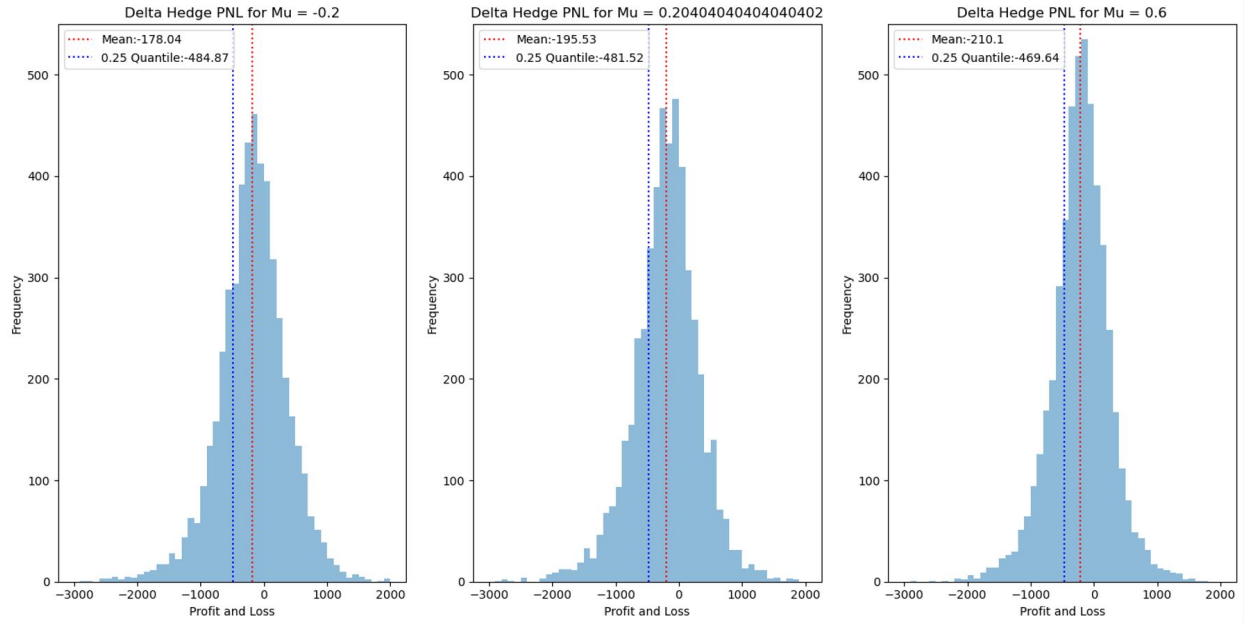 Delta Hedge PNL for Mu = -0.2
Mean:-178.04
0.25 Quantile:-484.87
500
400
300
200
100
0
Frequency
-3000 -2000 -1000 0 1000 2000
Profit and Loss
Delta Hedge PNL for Mu = 0.20404040404040402
Mean:-195.53
0.25 Quantile:-481.52
500
400
300
200
100
0
Frequency
-3000 -2000 -1000 0 1000 2000
Profit and Loss
Delta Hedge PNL for Mu = 0.6
Mean:-210.1
0.25 Quantile:-469.64
500
400
300
200
100
0
Frequency
-3000 -2000 -1000 0 1000 2000
Profit and Loss